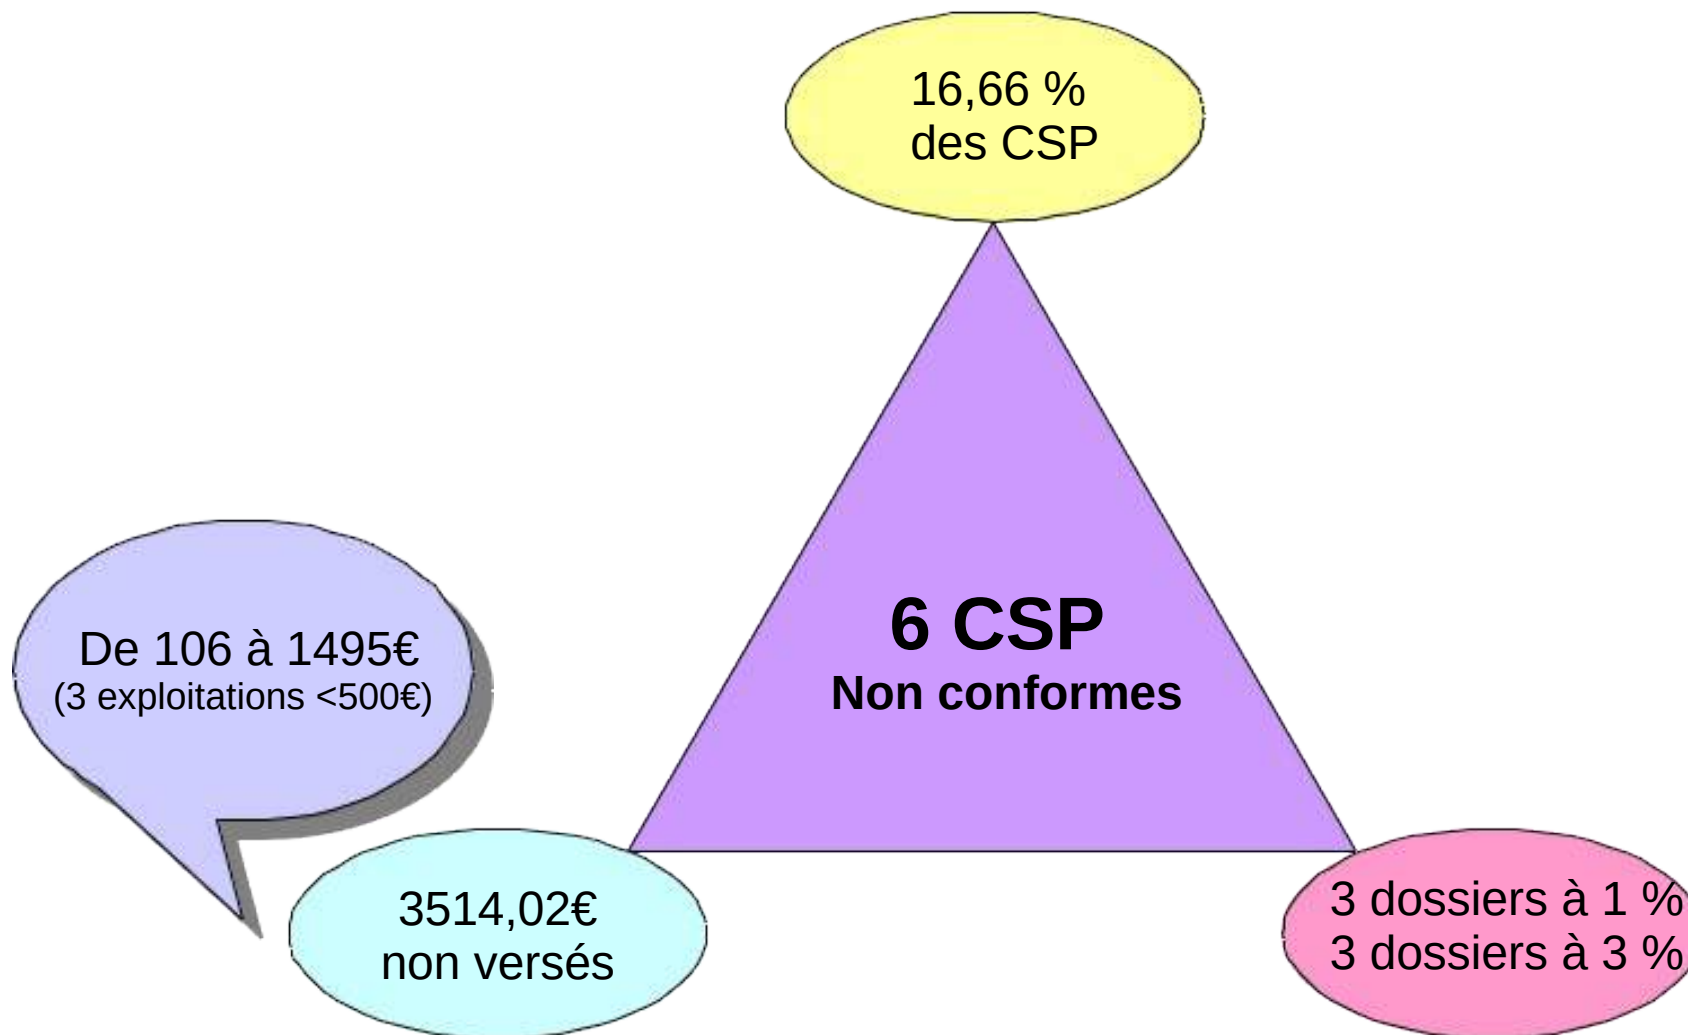 16,66 %
des CSP
6 CSP
Non conformes
De 106 à 1495€
(3 exploitations <500€)
3514,02€
non versés
3 dossiers à 1 %
3 dossiers à 3 %